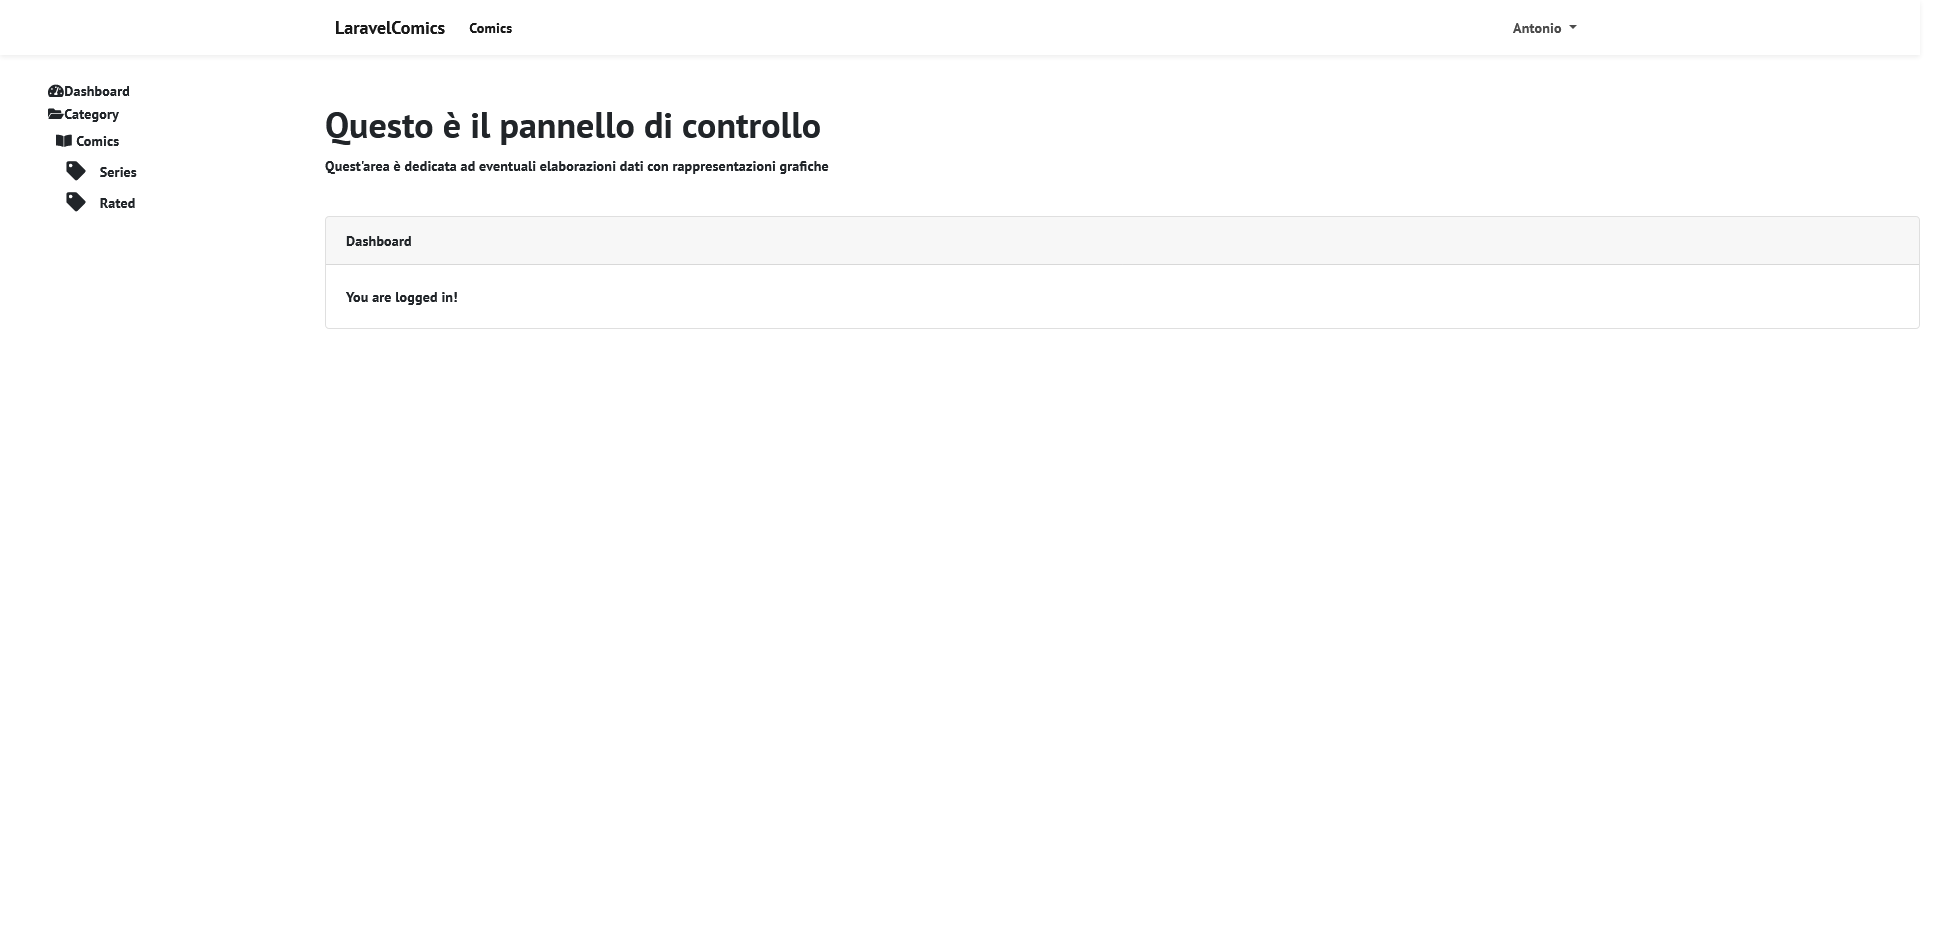 LaravelComics Comics Antonio
Dashboard
Category
Comics
Series
Rated
Questo è il pannello di controllo
Quest'area è dedicata ad eventuali elaborazioni dati con rappresentazioni grafiche
Dashboard
You are logged in!